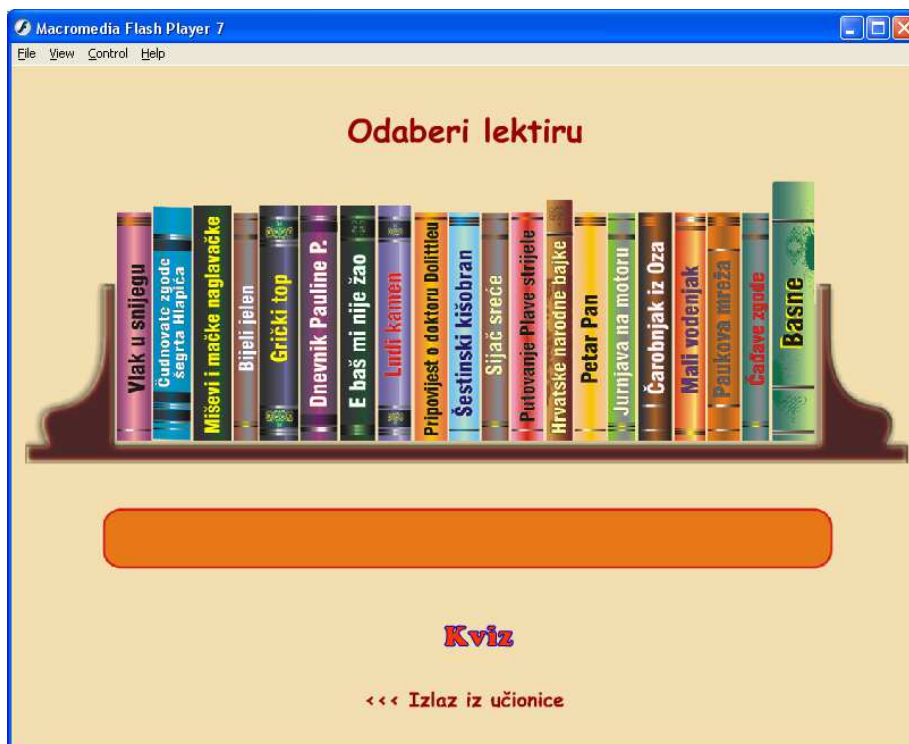 Macromedia Flash Player 7
File View Control Help
Odaberi lektiru
Vlak u snijegu
Čudnovate zgode
šegrta Hlapića
Miševi i mačke naglavačke
Bijeli jelen
Grički top
Dnevnik Pauline P.
E baš mi nije žao
Ludi kamen
Pripovijest o doktoru Dolittleu
Šestinski kišobran
Sijač sreće
Putovanje Plave strijele
Hrvatske narodne bajke
Petar Pan
Jurnjava na motoru
Čarobnjak iz Oza
Mali vodenjak
Paukova mreža
Čađave zgode
Basne
Kviz
<<< Izlaz iz učionice